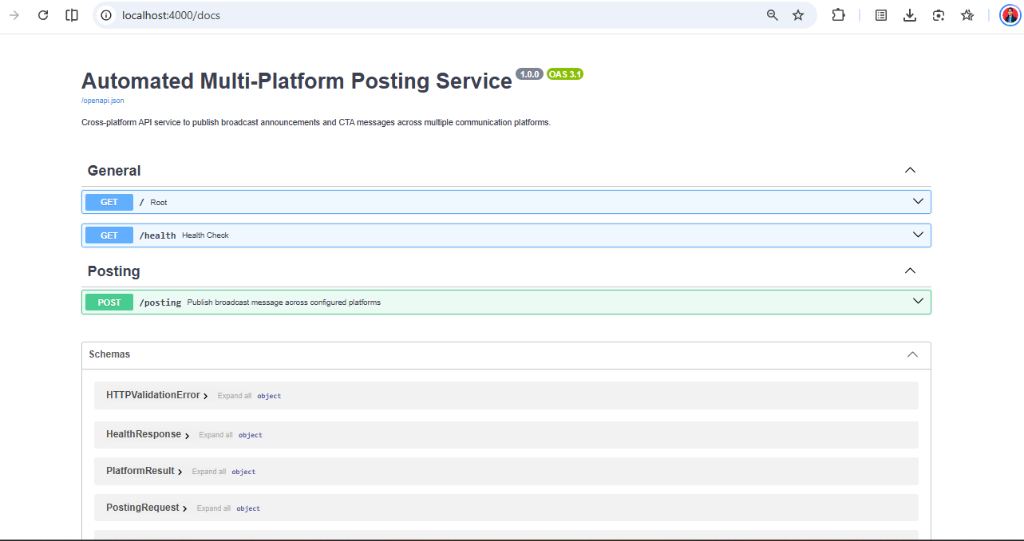 localhost:4000/docs
Automated Multi-Platform Posting Service 1.0.0 OAS 3.1
/openapi.json
Cross-platform API service to publish broadcast announcements and CTA messages across multiple communication platforms.
General
GET / Root
GET /health Health Check
Posting
POST /posting Publish broadcast message across configured platforms
Schemas
HTTPValidationError Expand all object
HealthResponse Expand all object
PlatformResult Expand all object
PostingRequest Expand all object